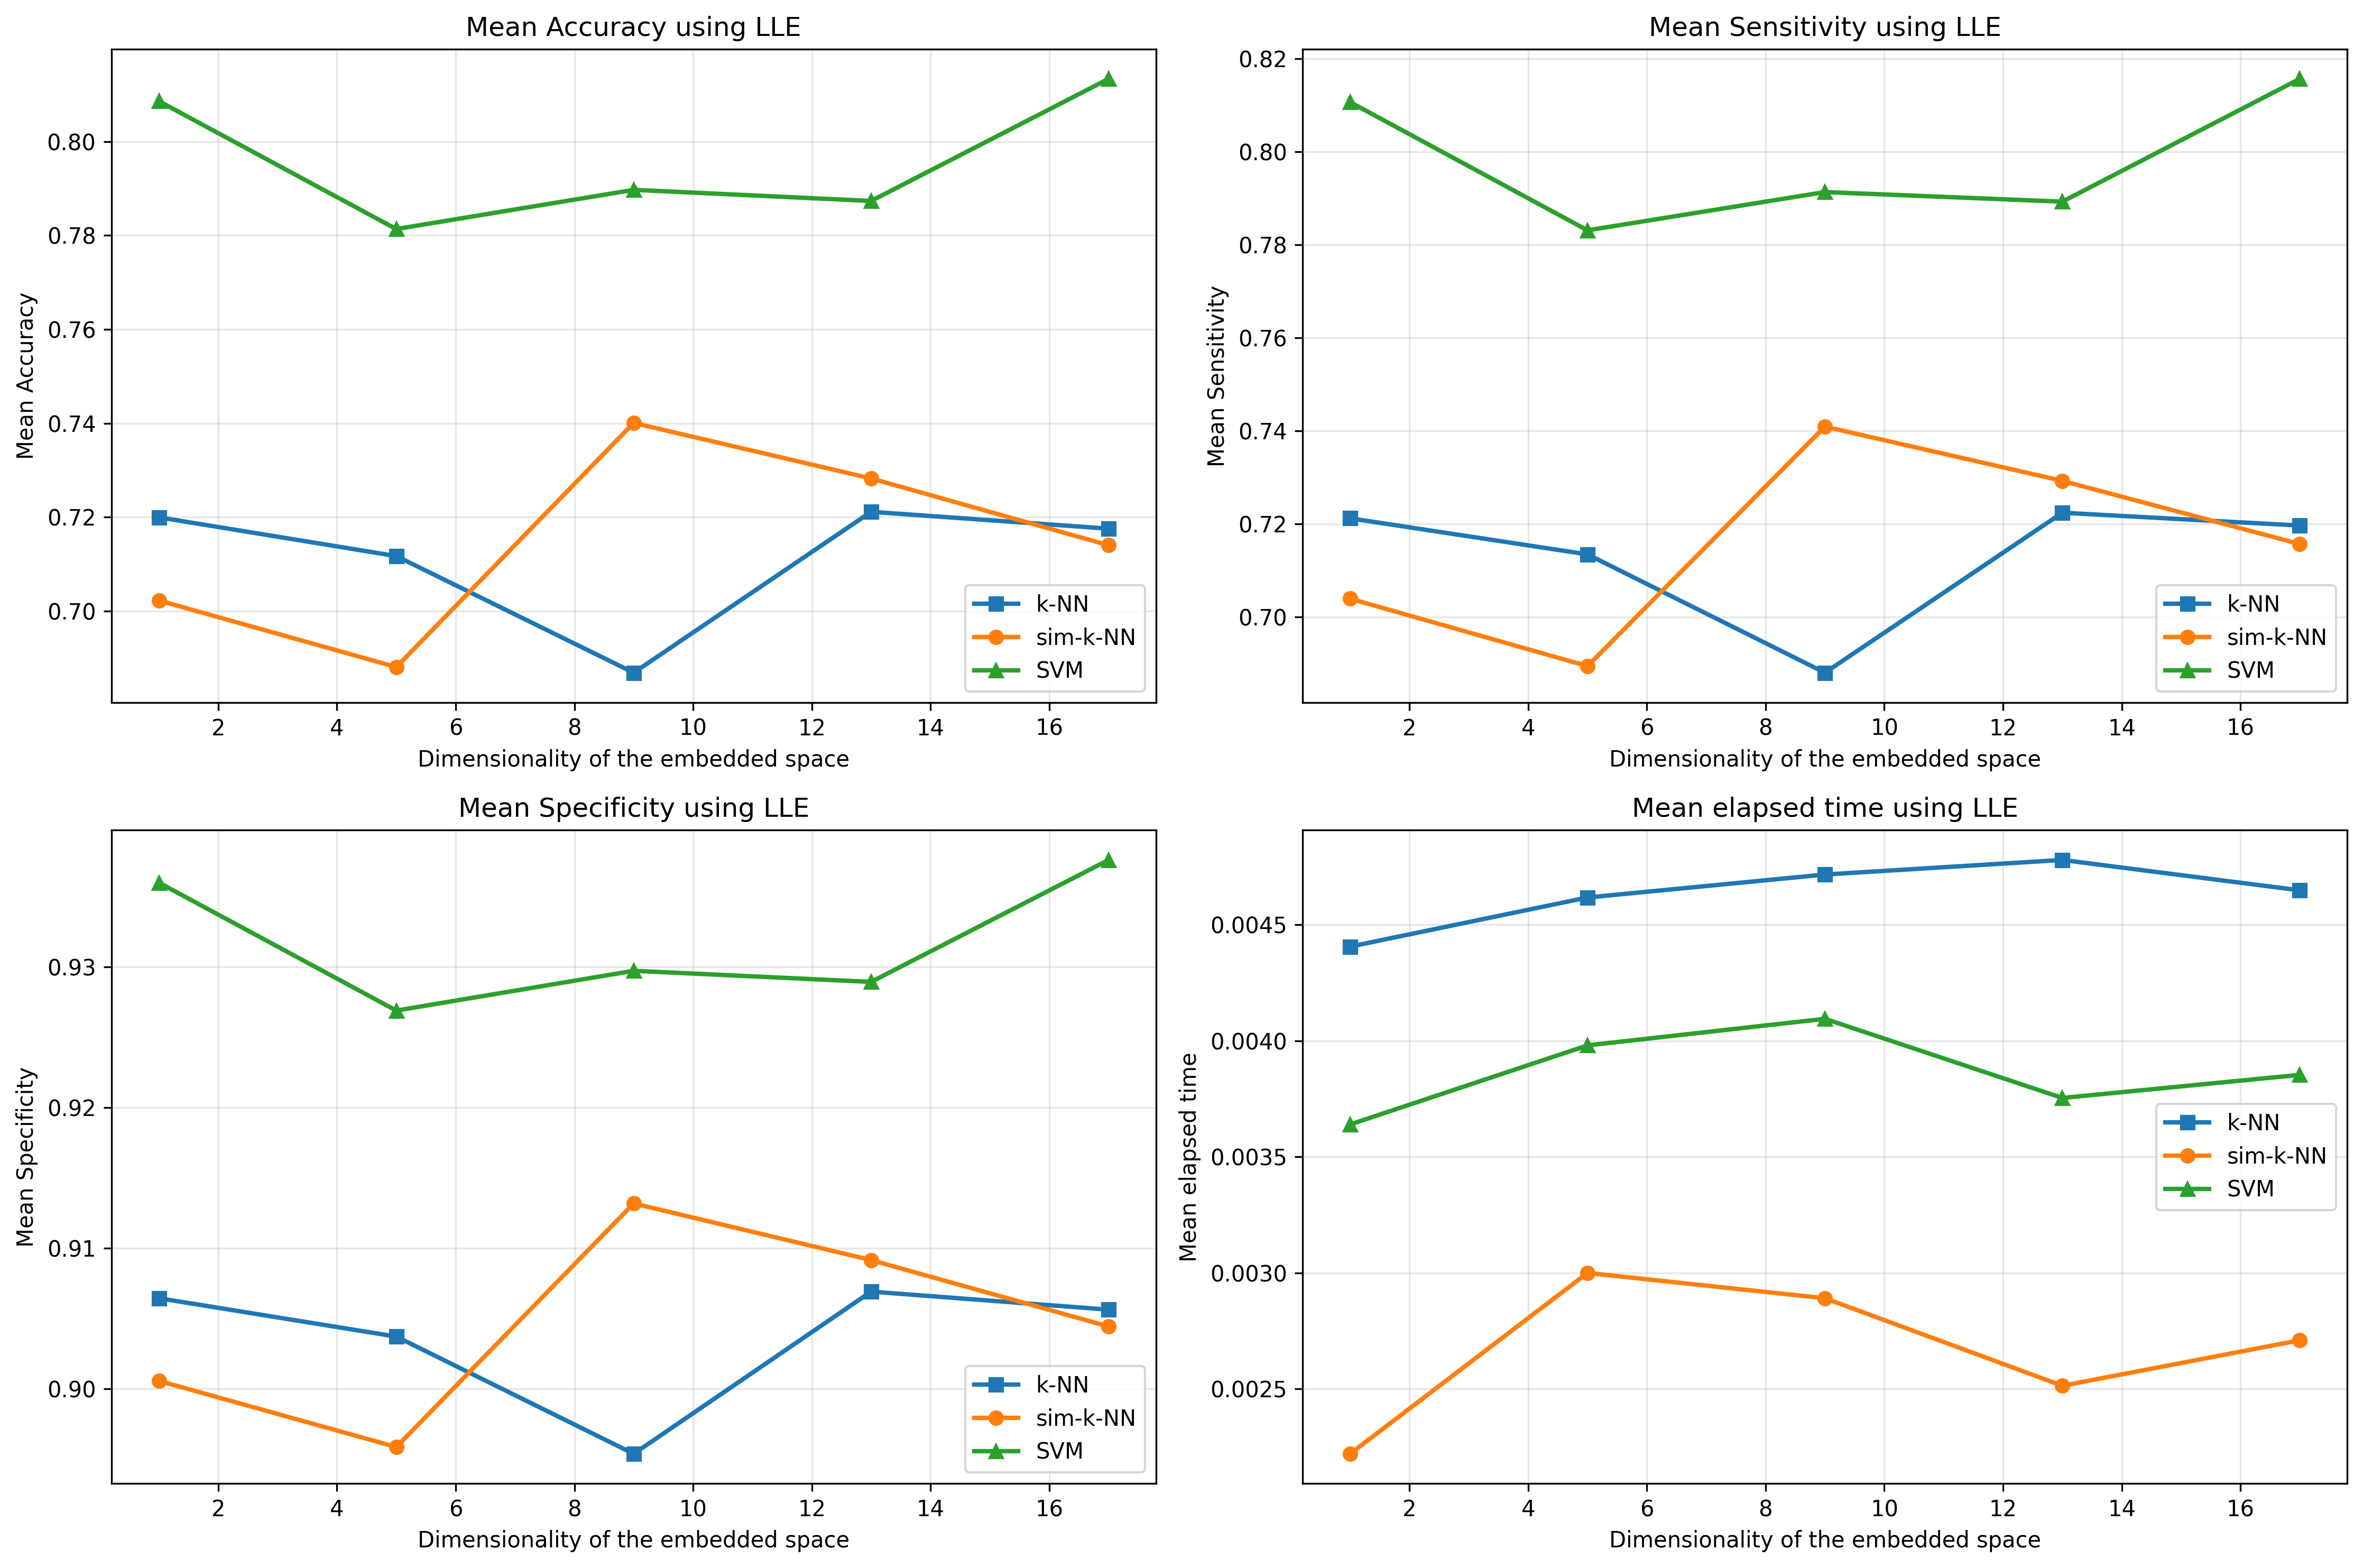 Mean Accuracy using LLE
Mean Accuracy
0.80
0.78
0.76
0.74
0.72
0.70
2 4 6 8 10 12 14 16
Dimensionality of the embedded space
k-NN
sim-k-NN
SVM
Mean Sensitivity using LLE
Mean Sensitivity
0.82
0.80
0.78
0.76
0.74
0.72
0.70
2 4 6 8 10 12 14 16
Dimensionality of the embedded space
k-NN
sim-k-NN
SVM
Mean Specificity using LLE
Mean Specificity
0.93
0.92
0.91
0.90
2 4 6 8 10 12 14 16
Dimensionality of the embedded space
k-NN
sim-k-NN
SVM
Mean elapsed time using LLE
Mean elapsed time
0.0045
0.0040
0.0035
0.0030
0.0025
2 4 6 8 10 12 14 16
Dimensionality of the embedded space
k-NN
sim-k-NN
SVM